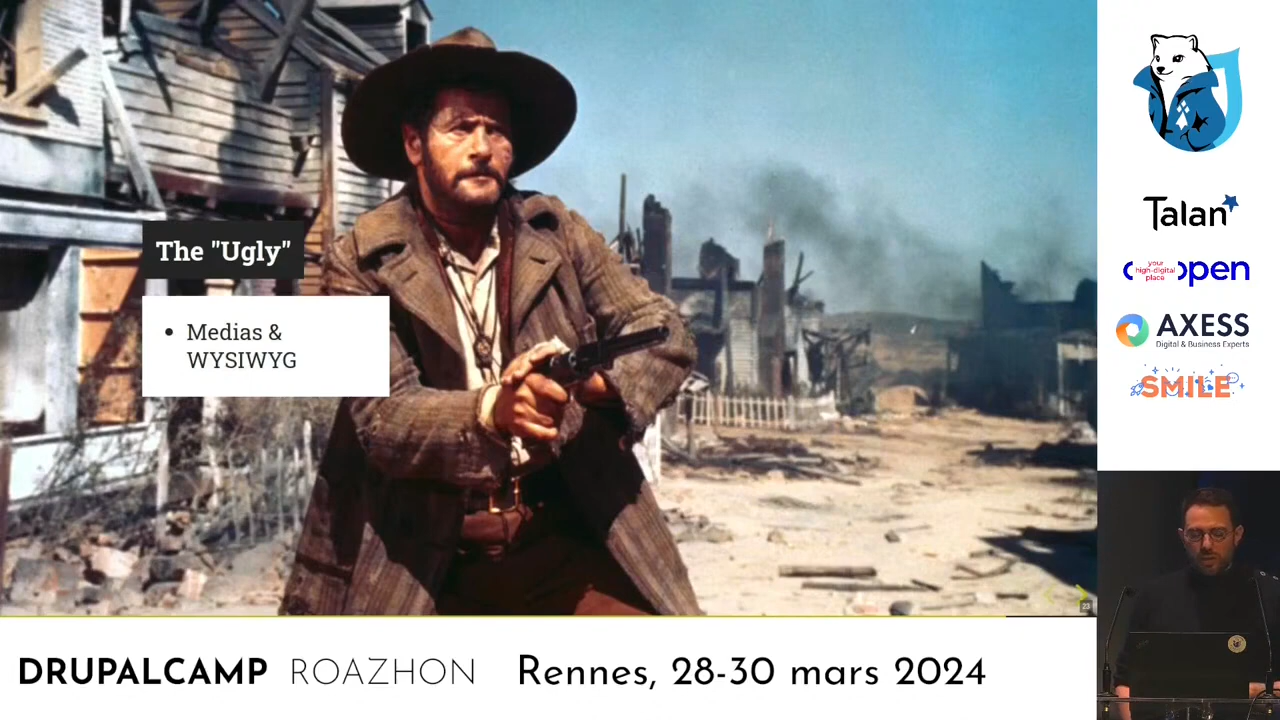 The "Ugly"
Medias &
WYSIWYG
23
Talan
your
high-digital
place
open
AXESS
Digital & Business Experts
SMILE
DRUPALCAMP ROAZHON Rennes, 28-30 mars 2024